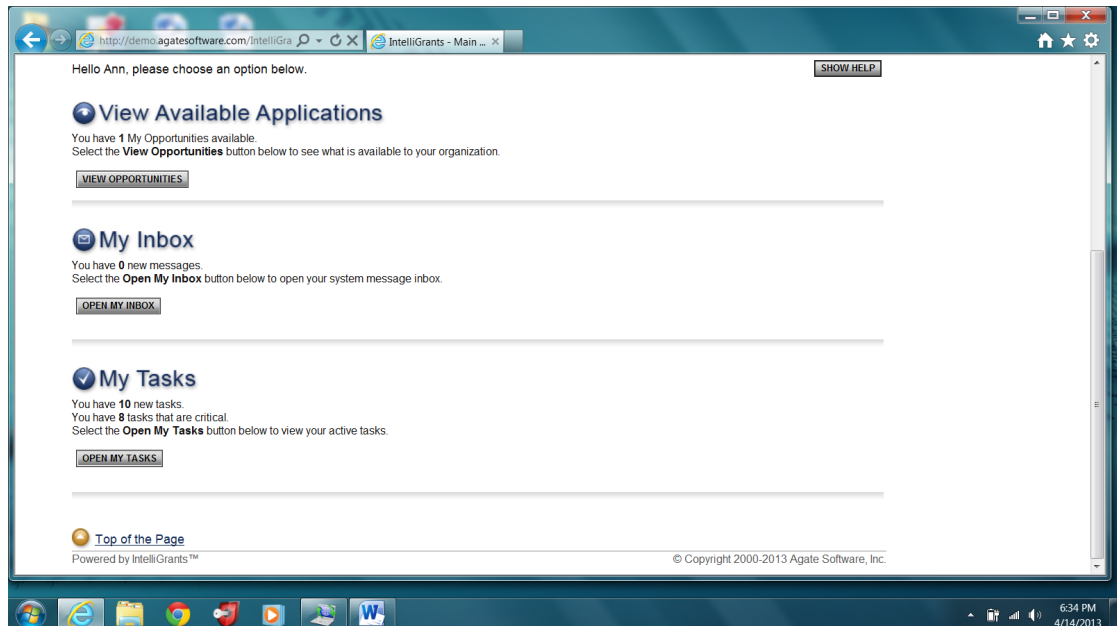 http://demo.agatesoftware.com/IntelliGra
IntelliGrants - Main ...
Hello Ann, please choose an option below.
SHOW HELP
View Available Applications
You have 1 My Opportunities available.
Select the View Opportunities button below to see what is available to your organization.
VIEW OPPORTUNITIES
My Inbox
You have 0 new messages.
Select the Open My Inbox button below to open your system message inbox.
OPEN MY INBOX
My Tasks
You have 10 new tasks.
You have 8 tasks that are critical.
Select the Open My Tasks button below to view your active tasks.
OPEN MY TASKS
Top of the Page
Powered by IntelliGrants™
© Copyright 2000-2013 Agate Software, Inc.
W
6:34 PM
4/14/2013